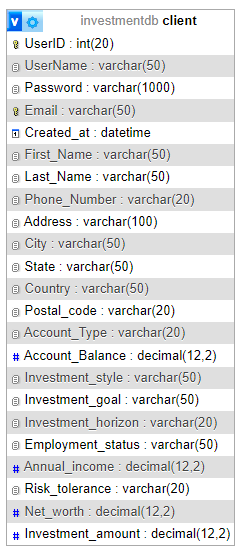 investmentdb client
UserID : int(20)
UserName : varchar(50)
Password : varchar(1000)
Email : varchar(50)
Created_at : datetime
First_Name : varchar(50)
Last_Name : varchar(50)
Phone_Number : varchar(20)
Address : varchar(100)
City : varchar(50)
State : varchar(50)
Country : varchar(50)
Postal_code : varchar(20)
Account_Type : varchar(20)
# Account_Balance : decimal(12,2)
Investment_style : varchar(50)
Investment_goal : varchar(50)
Investment_horizon : varchar(20)
Employment_status : varchar(50)
# Annual_income : decimal(12,2)
Risk_tolerance : varchar(20)
# Net_worth : decimal(12,2)
# Investment_amount : decimal(12,2)